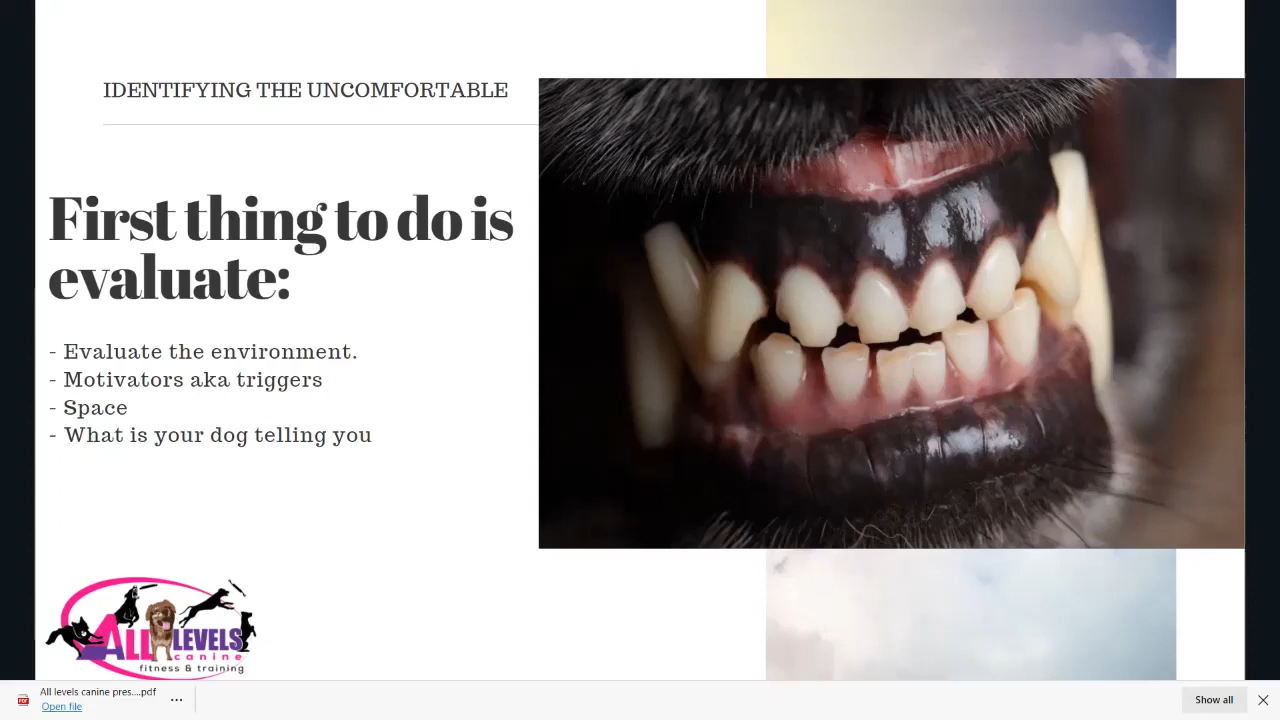 IDENTIFYING THE UNCOMFORTABLE
First thing to do is
evaluate:
- Evaluate the environment.
- Motivators aka triggers
- Space
- What is your dog telling you
ALL LEVELS
canine
fitness & training
All levels canine pres....pdf
Open file
Show all